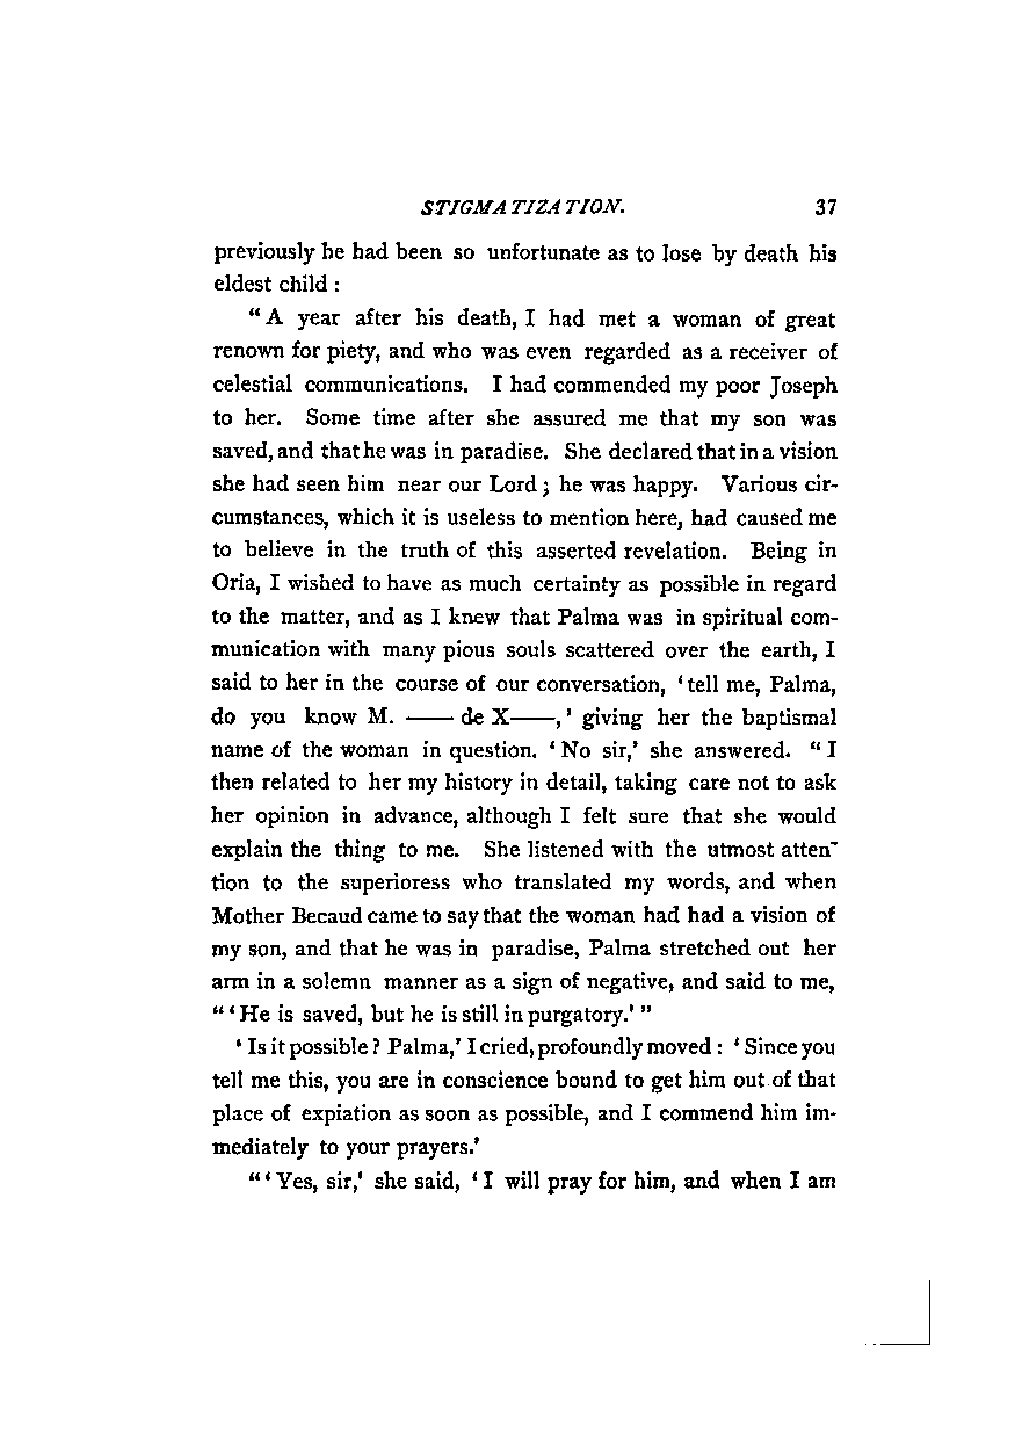 STIGMATIZATION. 37
previously he had been so unfortunate as to lose by death his
eldest child :
“ A year after his death, I had met a woman of great
renown for piety, and who was even regarded as a receiver of
celestial communications. I had commended my poor Joseph
to her. Some time after she assured me that my son was
saved, and that he was in paradise. She declared that in a vision
she had seen him near our Lord ; he was happy. Various cir-
cumstances, which it is useless to mention here, had caused me
to believe in the truth of this asserted revelation. Being in
Oria, I wished to have as much certainty as possible in regard
to the matter, and as I knew that Palma was in spiritual com-
munication with many pious souls scattered over the earth, I
said to her in the course of our conversation, ‘ tell me, Palma,
do you know M. —— de X——,’ giving her the baptismal
name of the woman in question. ‘ No sir,’ she answered. “ I
then related to her my history in detail, taking care not to ask
her opinion in advance, although I felt sure that she would
explain the thing to me. She listened with the utmost atten-
tion to the superioress who translated my words, and when
Mother Becaud came to say that the woman had had a vision of
my son, and that he was in paradise, Palma stretched out her
arm in a solemn manner as a sign of negative, and said to me,
“ ‘ He is saved, but he is still in purgatory.’ ”
‘ Is it possible ? Palma,’ I cried, profoundly moved : ‘ Since you
tell me this, you are in conscience bound to get him out of that
place of expiation as soon as possible, and I commend him im-
mediately to your prayers.’
“ ‘ Yes, sir,’ she said, ‘ I will pray for him, and when I am